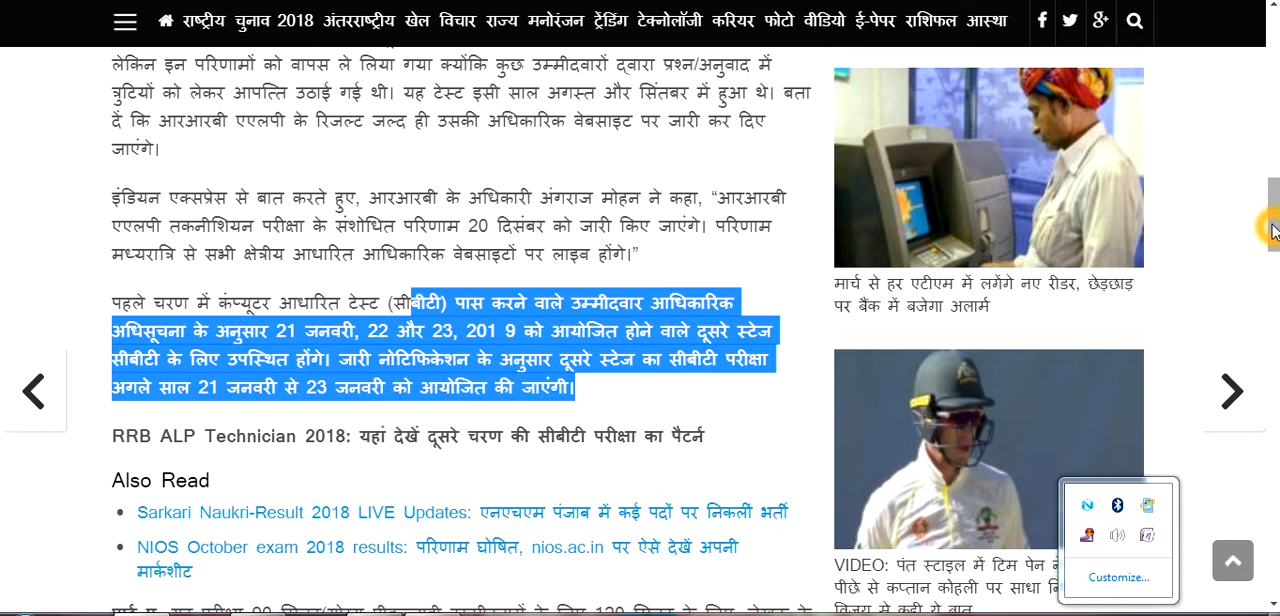 राष्ट्रीय चुनाव 2018 अंतरराष्ट्रीय खेल विचार राज्य मनोरंजन ट्रेंडिंग टेक्नोलॉजी करियर फोटो वीडियो ई-पेपर राशिफल आस्था
लेकिन इन परिणामों को वापस ले लिया गया क्योंकि कुछ उम्मीदवारों द्वारा प्रश्न/अनुवाद में
त्रुटियों को लेकर आपत्ति उठाई गई थी। यह टेस्ट इसी साल अगस्त और सिंतबर में हुआ थे। बता
दें कि आरआरबी एएलपी के रिजल्ट जल्द ही उसकी अधिकारिक वेबसाइट पर जारी कर दिए
जाएंगे।
इंडियन एक्सप्रेस से बात करते हुए, आरआरबी के अधिकारी अंगराज मोहन ने कहा, “आरआरबी
एएलपी तकनीशियन परीक्षा के संशोधित परिणाम 20 दिसंबर को जारी किए जाएंगे। परिणाम
मध्यरात्रि से सभी क्षेत्रीय आधारित आधिकारिक वेबसाइटों पर लाइव होंगे।”
पहले चरण में कंप्यूटर आधारित टेस्ट (सीबीटी) पास करने वाले उम्मीदवार आधिकारिक
अधिसूचना के अनुसार 21 जनवरी, 22 और 23, 201 9 को आयोजित होने वाले दूसरे स्टेज
सीबीटी के लिए उपस्थित होंगे। जारी नोटिफिकेशन के अनुसार दूसरे स्टेज का सीबीटी परीक्षा
अगले साल 21 जनवरी से 23 जनवरी को आयोजित की जाएंगी।
RRB ALP Technician 2018: यहां देखें दूसरे चरण की सीबीटी परीक्षा का पैटर्न
Also Read
Sarkari Naukri-Result 2018 LIVE Updates: एनएचएम पंजाब में कई पदों पर निकलीं भर्ती
NIOS October exam 2018 results: परिणाम घोषित, nios.ac.in पर ऐसे देखें अपनी
मार्कशीट
मार्च से हर एटीएम में लगेंगे नए रीडर, छेड़छाड़
पर बैंक में बजेगा अलार्म
VIDEO: पंत स्टाइल में टिम पेन
पीछे से कप्तान कोहली पर साधा
विजय से कही ये बात
Customize...